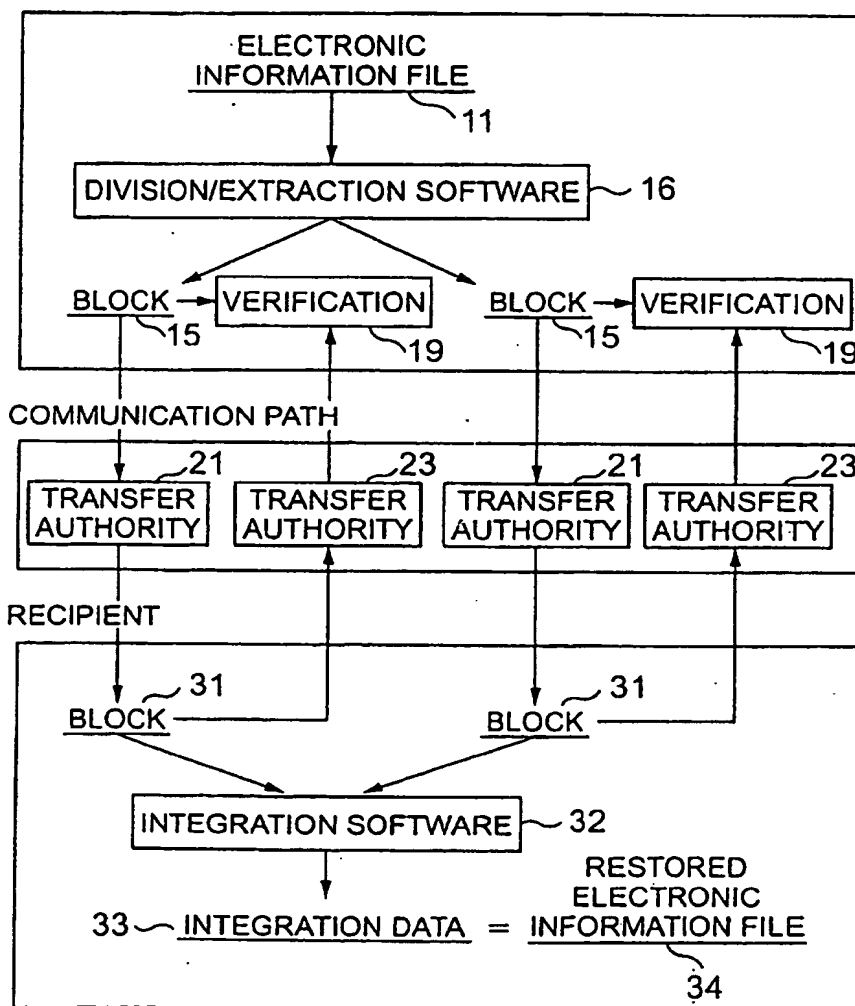 ELECTRONIC
INFORMATION FILE
11
DIVISION/EXTRACTION SOFTWARE
16
BLOCK
VERIFICATION
BLOCK
VERIFICATION
15
19
15
19
COMMUNICATION PATH
21
23
21
23
TRANSFER
AUTHORITY
TRANSFER
AUTHORITY
TRANSFER
AUTHORITY
TRANSFER
AUTHORITY
RECIPIENT
31
31
BLOCK
BLOCK
INTEGRATION SOFTWARE
32
RESTORED
ELECTRONIC
33 INTEGRATION DATA = INFORMATION FILE
34